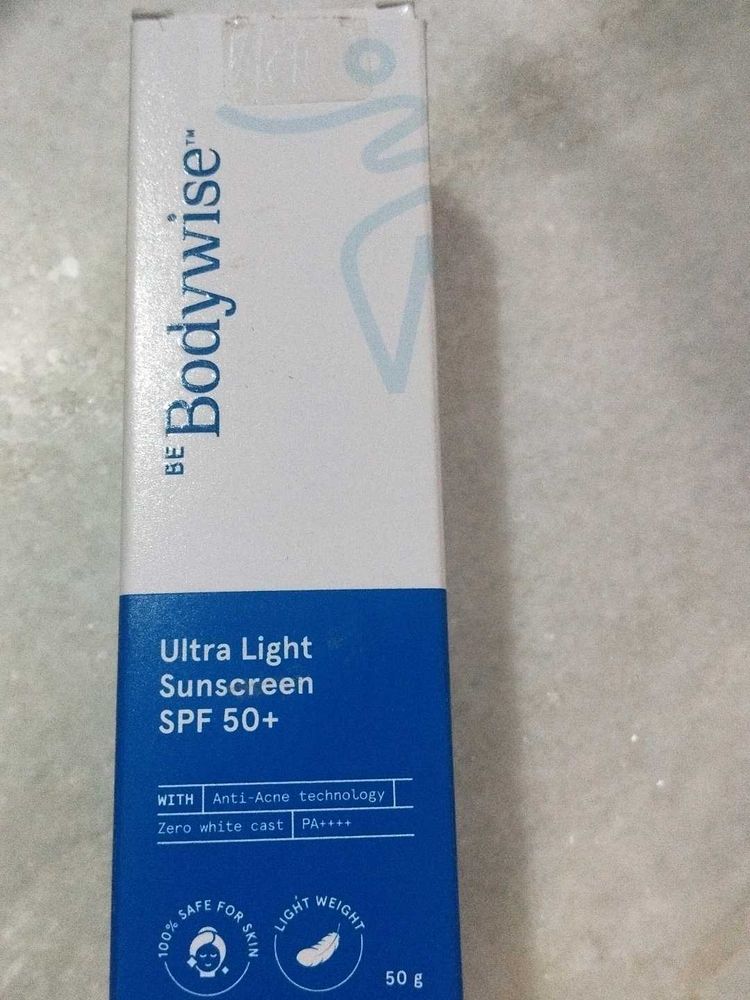 BE Bodywise™
Ultra Light
Sunscreen
SPF 50+
WITH Anti-Acne technology
Zero white cast PA++++
100% SAFE FOR SKIN
LIGHT WEIGHT
50 g